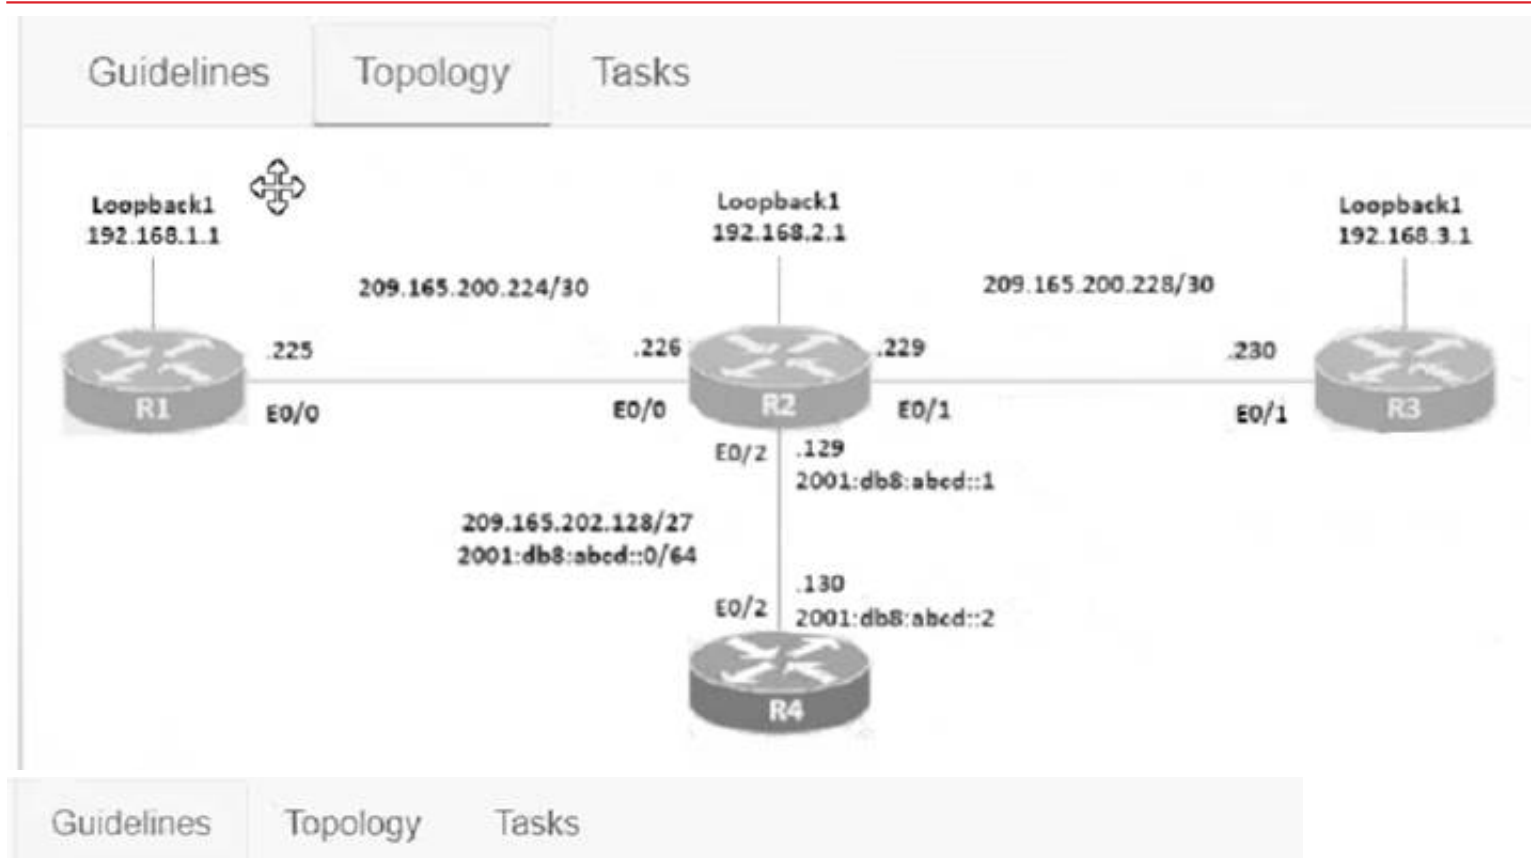 Guidelines Topology Tasks
Loopback1
192.168.1.1
Loopback1
192.168.2.1
Loopback1
192.168.3.1
209.165.200.224/30
209.165.200.228/30
.225
.226
.229
.230
R1
R2
R3
E0/0
E0/0
E0/1
E0/1
E0/2
.129
2001:db8:abcd::1
209.165.202.128/27
2001:db8:abcd::0/64
.130
E0/2
2001:db8:abcd::2
R4
Guidelines Topology Tasks